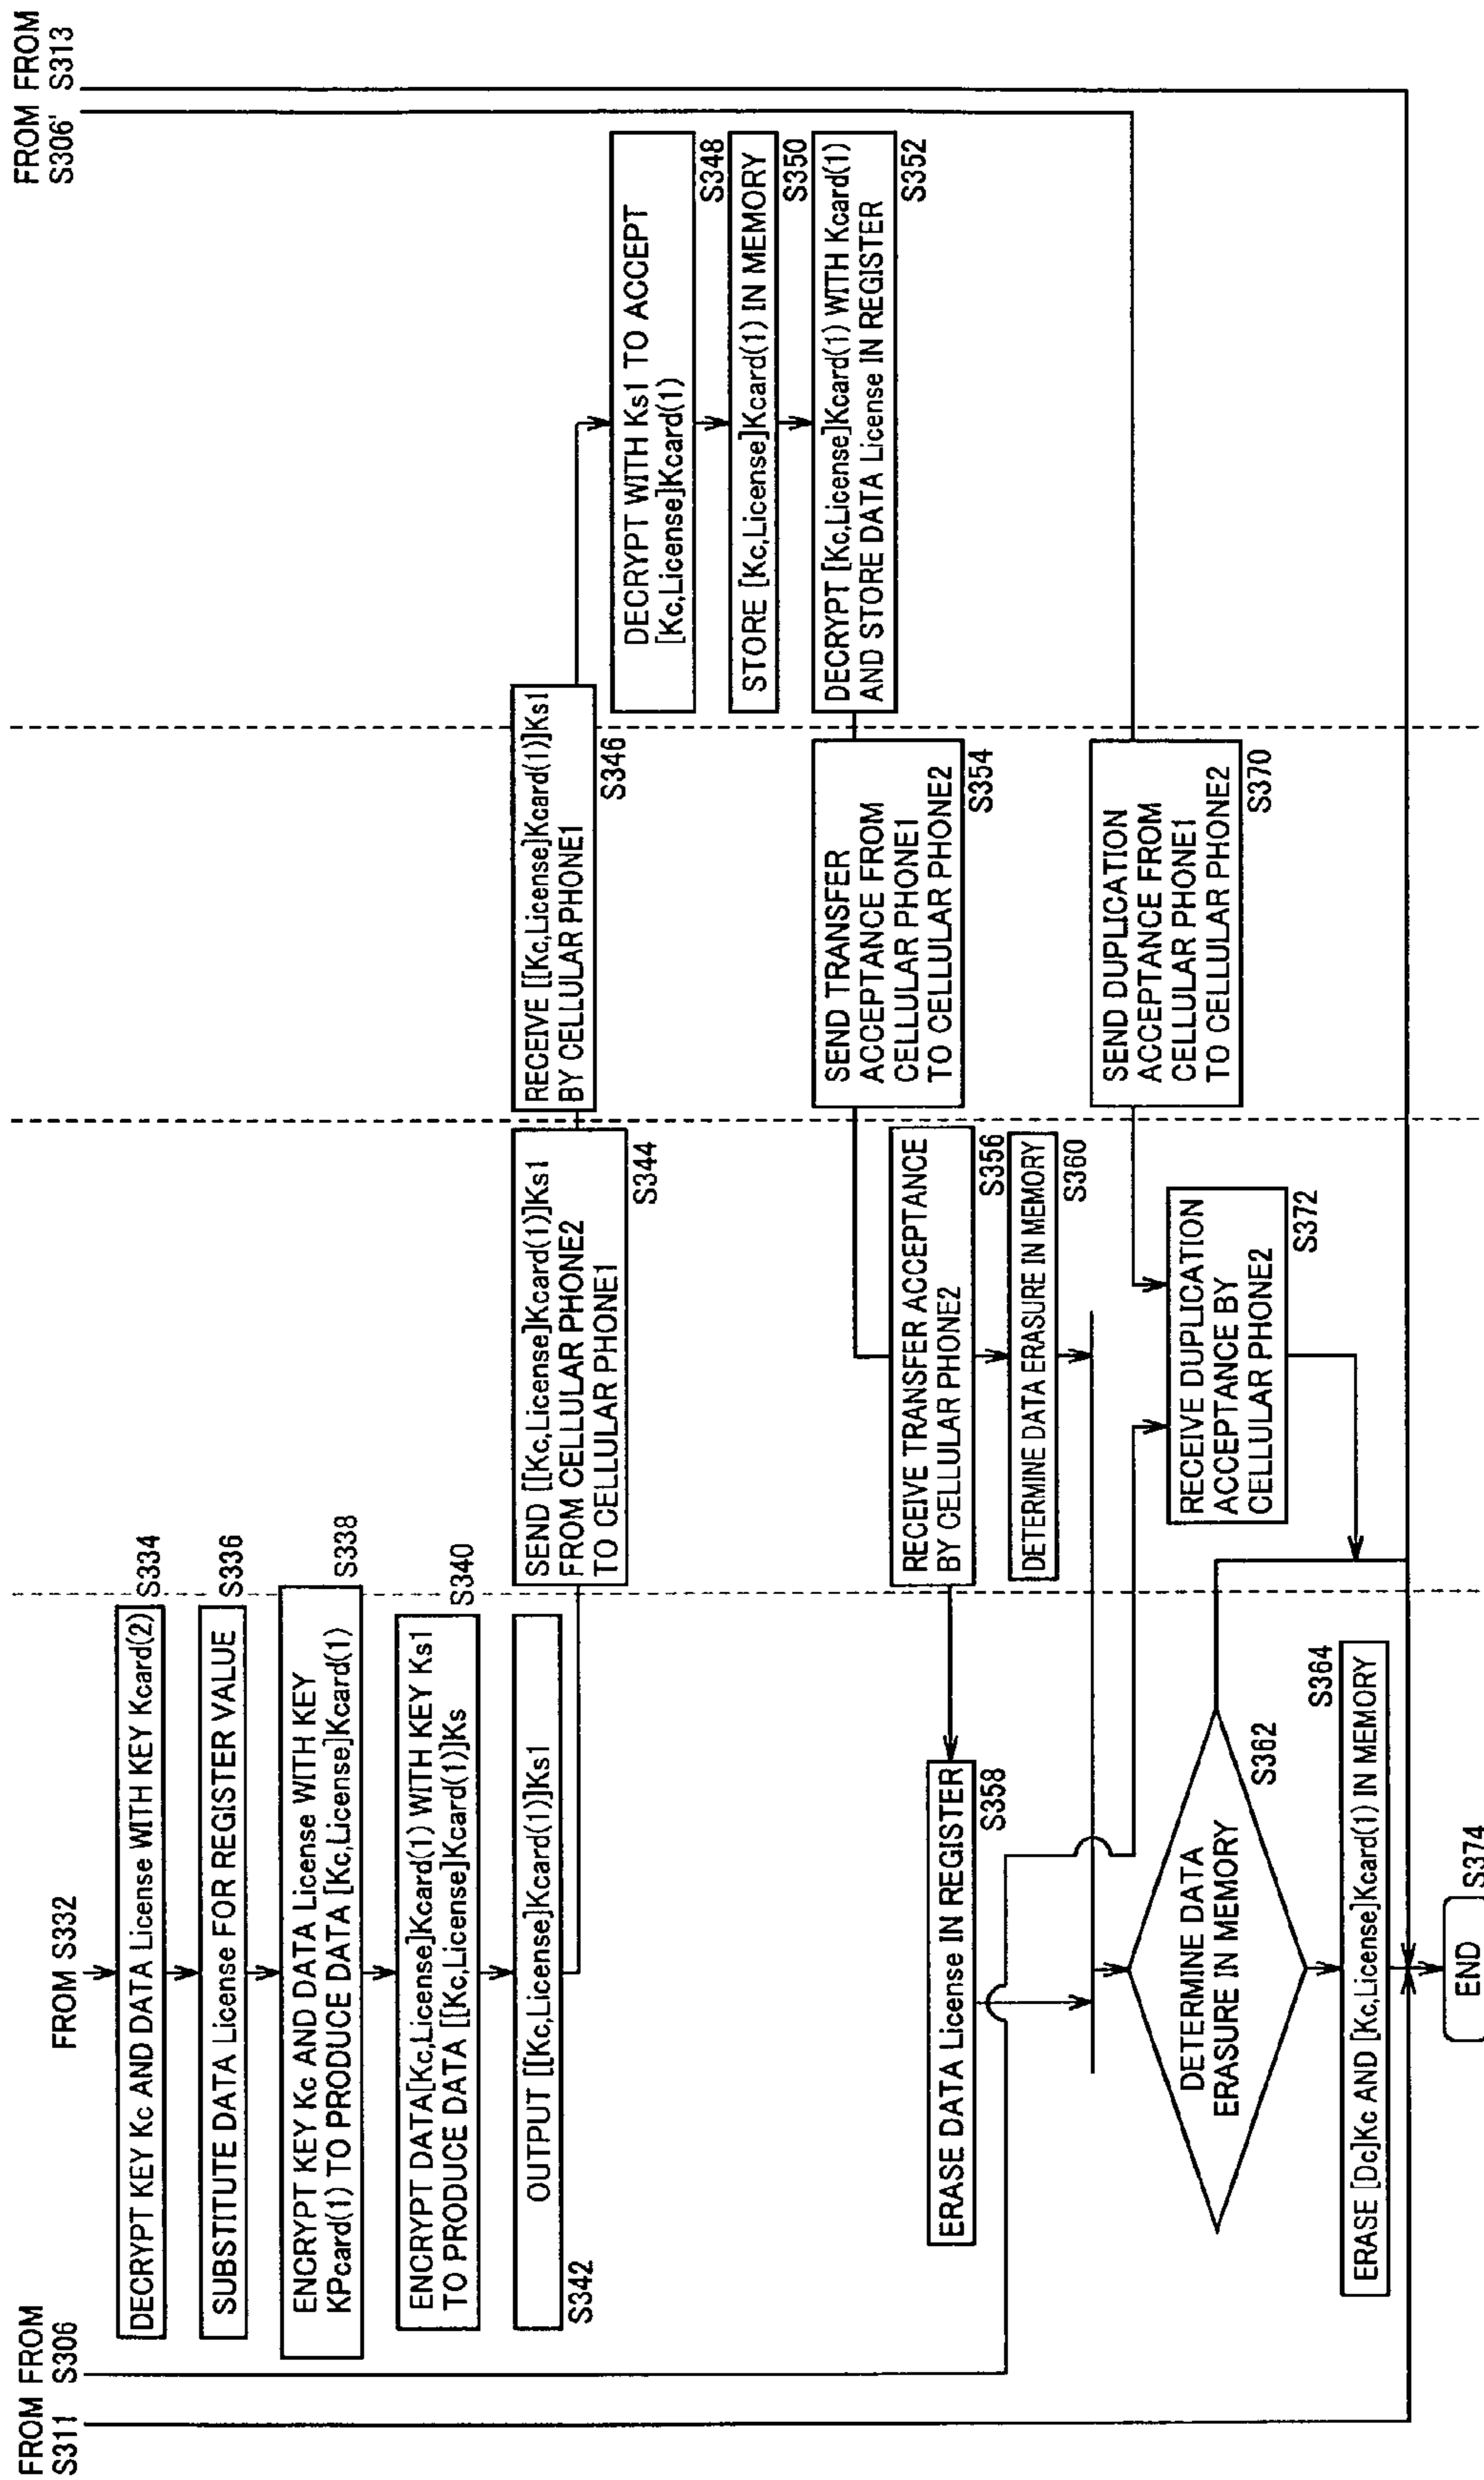 FROM FROM
S311 S306
FROM S332
FROM FROM
S306' S313
DECRYPT KEY Kc AND DATA License WITH KEY Kcard(2)
S334
SUBSTITUTE DATA License FOR REGISTER VALUE
S336
ENCRYPT KEY Kc AND DATA License WITH KEY
KPcard(1) TO PRODUCE DATA [Kc,License]Kcard(1)
S338
ENCRYPT DATA[Kc,License]Kcard(1) WITH KEY Ks1
TO PRODUCE DATA [[Kc,License]Kcard(1)]Ks
S340
OUTPUT [[Kc,License]Kcard(1)]Ks1
S342
SEND [[Kc,License]Kcard(1)]Ks1
FROM CELLULAR PHONE2
TO CELLULAR PHONE1
S344
RECEIVE [[Kc,License]Kcard(1)]Ks1
BY CELLULAR PHONE1
S346
DECRYPT WITH Ks1 TO ACCEPT
[Kc,License]Kcard(1)
S348
STORE [Kc,License]Kcard(1) IN MEMORY
S350
DECRYPT [Kc,License]Kcard(1) WITH Kcard(1)
AND STORE DATA License IN REGISTER
S352
SEND TRANSFER
ACCEPTANCE FROM
CELLULAR PHONE1
TO CELLULAR PHONE2
S354
RECEIVE TRANSFER ACCEPTANCE
BY CELLULAR PHONE2
S356
ERASE DATA License IN REGISTER
S358
DETERMINE DATA ERASURE IN MEMORY
S360
SEND DUPLICATION
ACCEPTANCE FROM
CELLULAR PHONE1
TO CELLULAR PHONE2
S370
RECEIVE DUPLICATION
ACCEPTANCE BY
CELLULAR PHONE2
S372
DETERMINE DATA
ERASURE IN MEMORY
S362
ERASE [Dc]Kc AND [Kc,License]Kcard(1) IN MEMORY
S364
END
S374